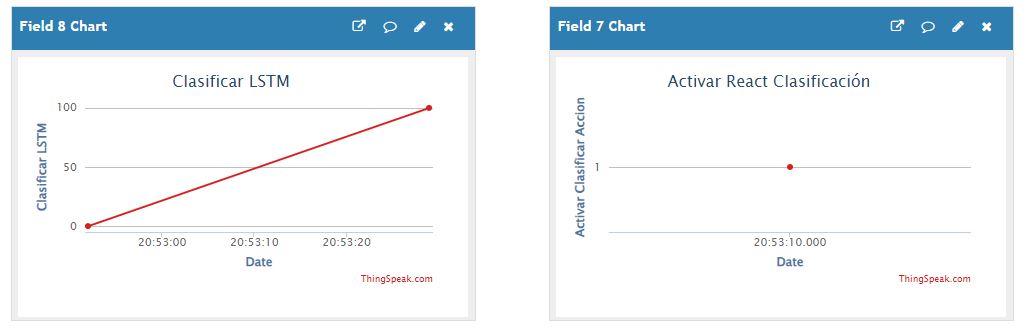 Field 8 Chart
Clasificar LSTM
Clasificar LSTM
100
50
0
20:53:00 20:53:10 20:53:20
Date
ThingSpeak.com
Field 7 Chart
Activar React Clasificación
Activar Clasificar Accion
1
20:53:10.000
Date
ThingSpeak.com